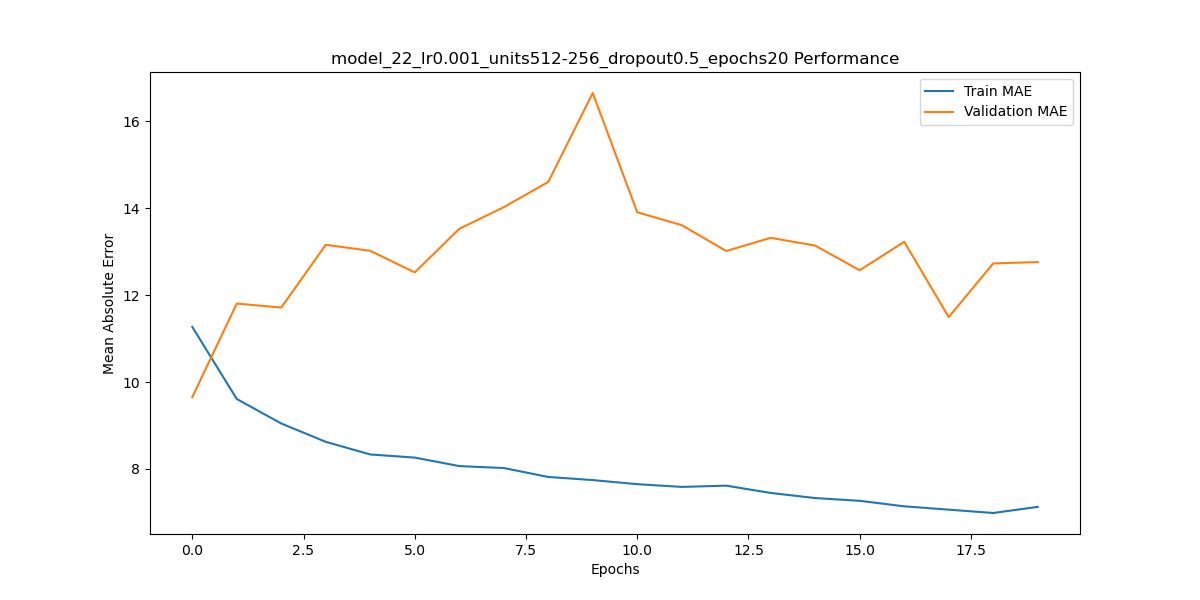 model_22_lr0.001_units512-256_dropout0.5_epochs20 Performance
Train MAE
Validation MAE
Mean Absolute Error
16
14
12
10
8
0.0 2.5 5.0 7.5 10.0 12.5 15.0 17.5
Epochs